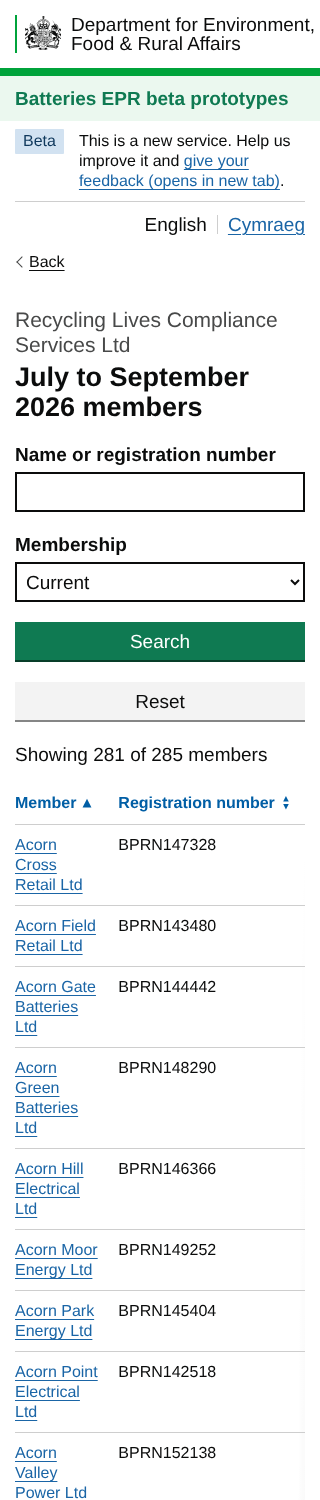 Department for Environment,
Food & Rural Affairs
Batteries EPR beta prototypes
Beta
This is a new service. Help us
improve it and give your
feedback (opens in new tab).
English
Cymraeg
Back
Recycling Lives Compliance
Services Ltd
July to September
2026 members
Name or registration number
Membership
Current
Search
Reset
Showing 281 of 285 members
Member ▲ Registration number
Acorn BPRN147328
Cross
Retail Ltd
Acorn Field BPRN143480
Retail Ltd
Acorn Gate BPRN144442
Batteries
Ltd
Acorn BPRN148290
Green
Batteries
Ltd
Acorn Hill BPRN146366
Electrical
Ltd
Acorn Moor BPRN149252
Energy Ltd
Acorn Park BPRN145404
Energy Ltd
Acorn Point BPRN142518
Electrical
Ltd
Acorn BPRN152138
Valley
Power Ltd